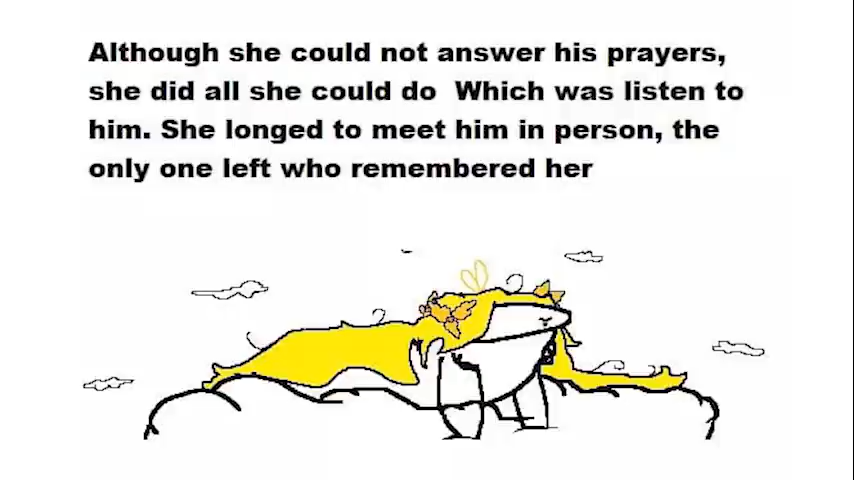 Although she could not answer his prayers,
she did all she could do  Which was listen to
him. She longed to meet him in person, the
only one left who remembered her